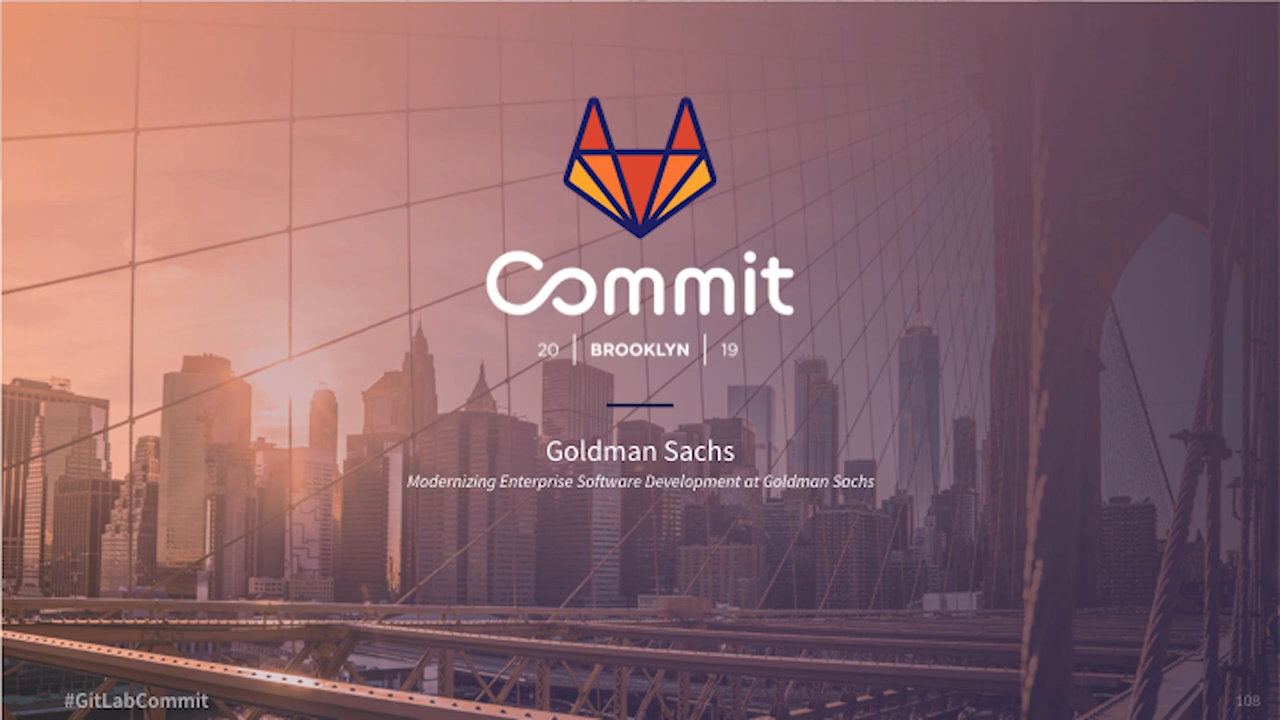 Commit
20 | BROOKLYN | 19
Goldman Sachs
Modernizing Enterprise Software Development at Goldman Sachs
#GitLabCommit
108